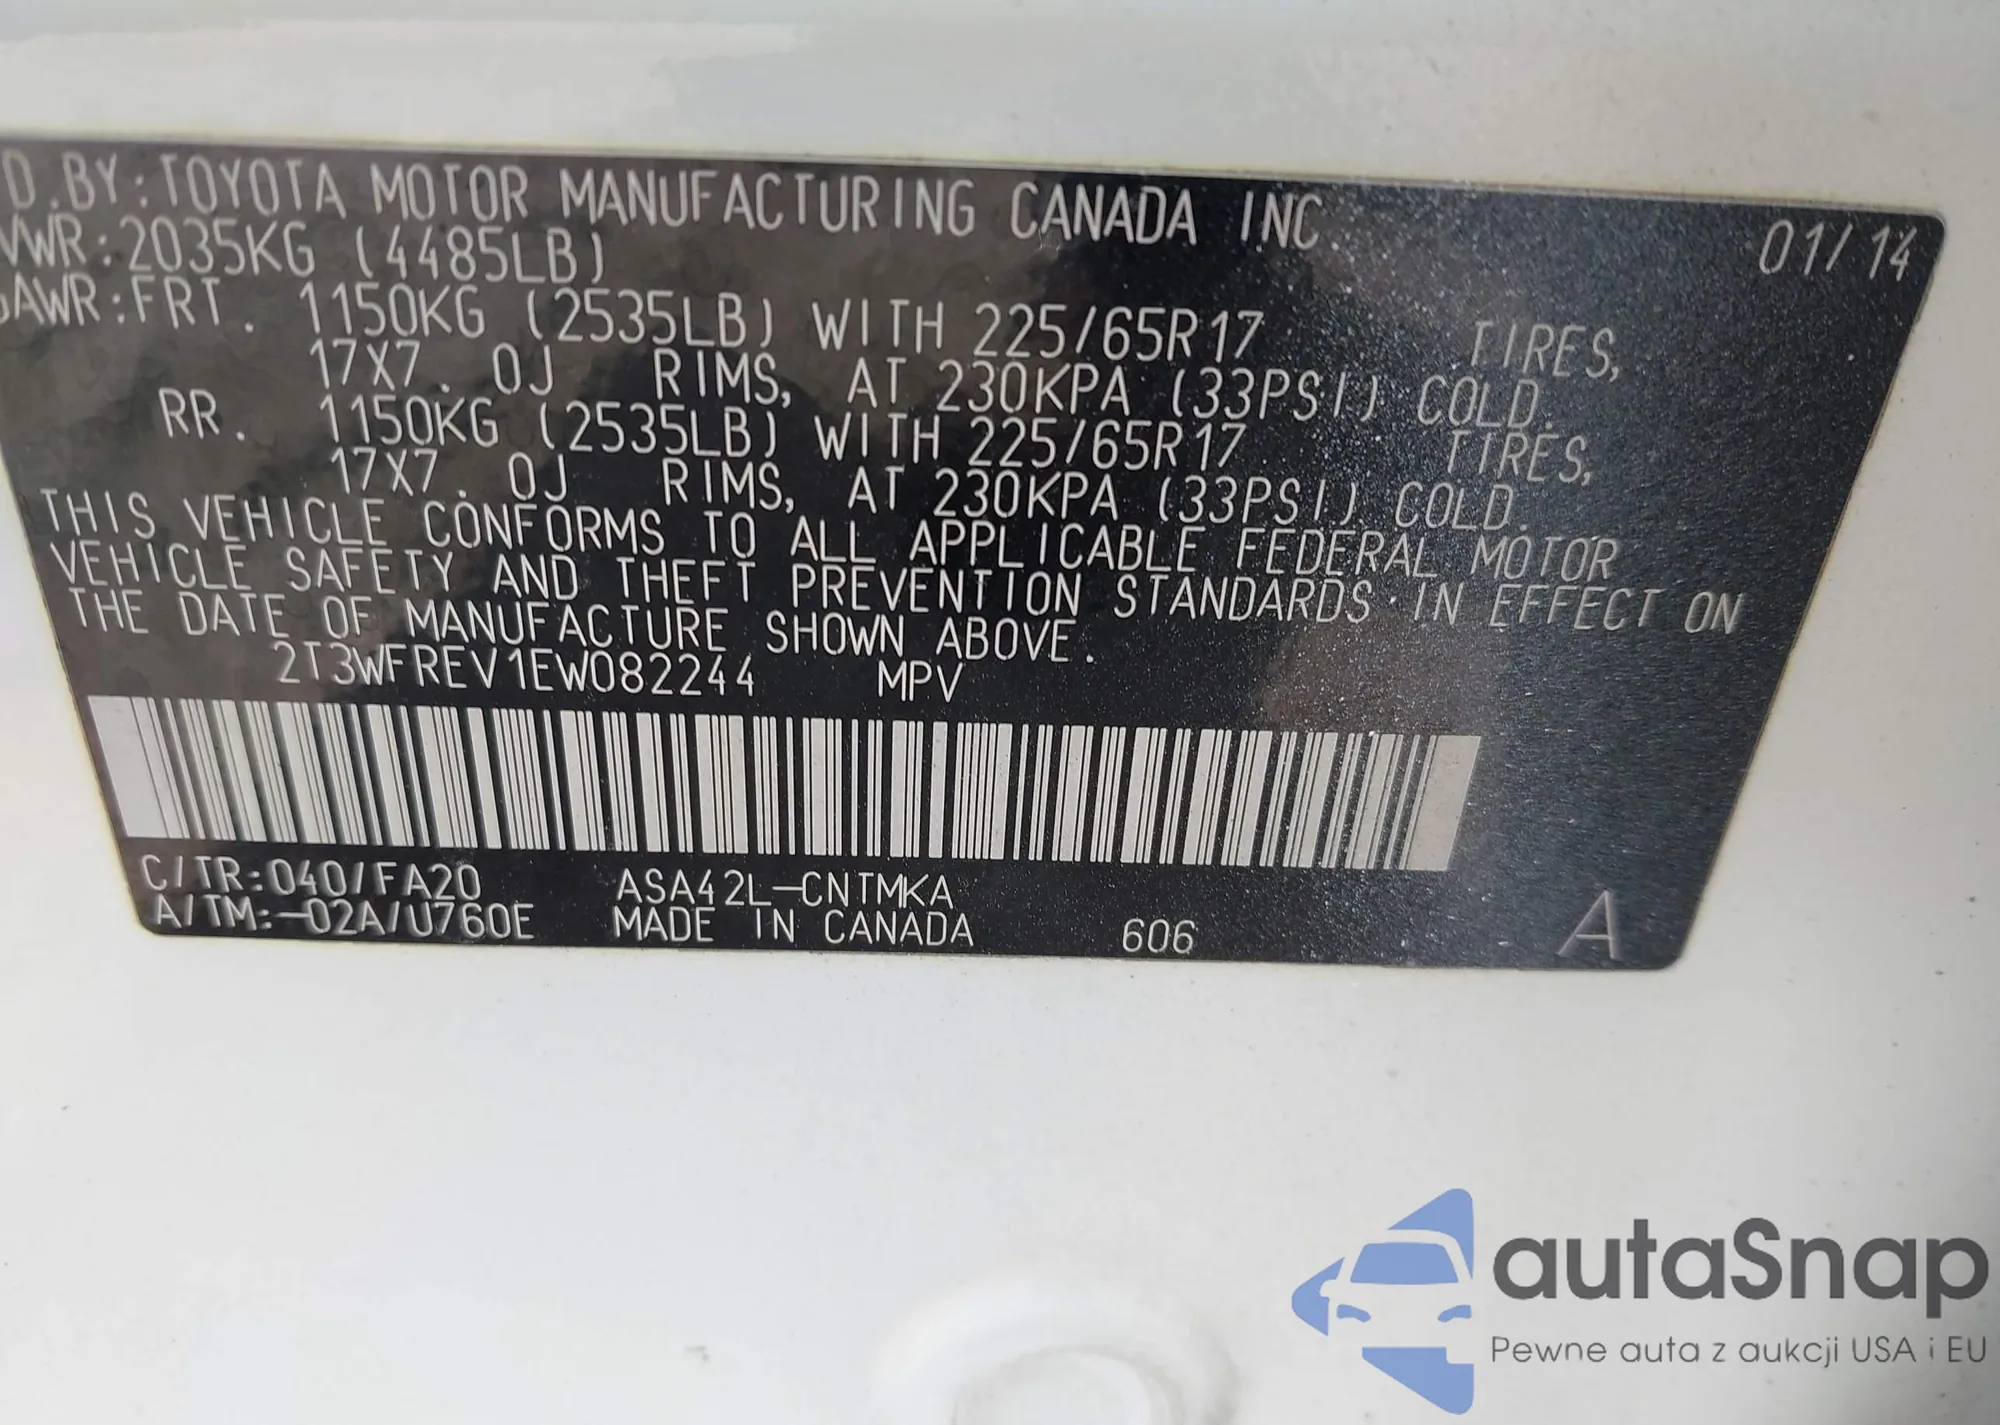 D.BY:TOYOTA MOTOR MANUFACTURING CANADA INC. 01/14
VWR:2035KG (4485LB)
GAWR:FRT. 1150KG (2535LB) WITH 225/65R17 TIRES,
17X7.0J RIMS, AT 230KPA (33PSI) COLD.
RR. 1150KG (2535LB) WITH 225/65R17 TIRES,
17X7.0J RIMS, AT 230KPA (33PSI) COLD.
THIS VEHICLE CONFORMS TO ALL APPLICABLE FEDERAL MOTOR
VEHICLE SAFETY AND THEFT PREVENTION STANDARDS IN EFFECT ON
THE DATE OF MANUFACTURE SHOWN ABOVE.
2T3WFREV1EW082244 MPV
C/TR:040/FA20 ASA42L-CNTMKA
A/TM:-02A/U760E MADE IN CANADA 606 A
autaSnap
Pewne auta z aukcji USA i EU